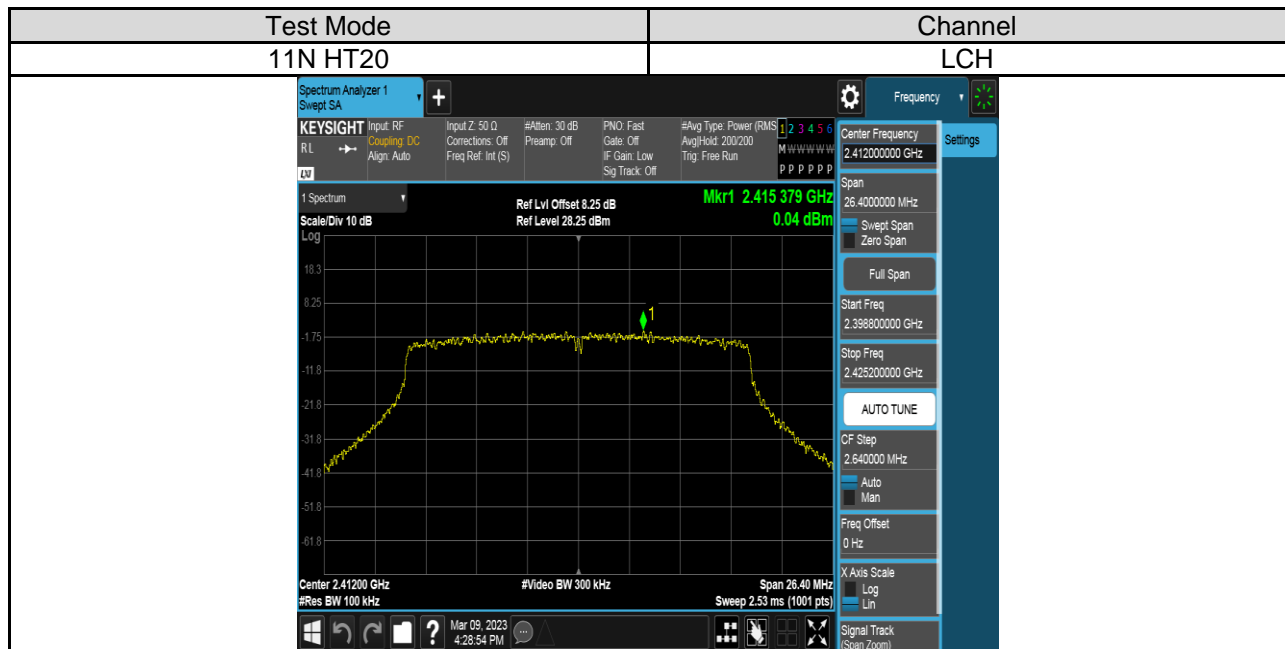 Test Mode Channel
11N HT20 LCH
Spectrum Analyzer 1
Swept SA
+
Frequency
KEYSIGHT Input: RF Input Z: 50 Ω #Atten: 30 dB PNO: Fast #Avg Type: Power (RMS 1 2 3 4 5 6
RL Coupling: DC Corrections: Off Preamp: Off Gate: Off Avg|Hold: 200/200 M W W W W W
Align: Auto Freq Ref: Int (S) IF Gain: Low Trig: Free Run
LXI Sig Track: Off P P P P P P
Settings
Center Frequency
2.412000000 GHz
Span
26.4000000 MHz
Swept Span
Zero Span
Full Span
Start Freq
2.398800000 GHz
Stop Freq
2.425200000 GHz
AUTO TUNE
CF Step
2.640000 MHz
Auto
Man
Freq Offset
0 Hz
X Axis Scale
Log
Lin
Signal Track
(Span Zoom)
1 Spectrum Ref Lvl Offset 8.25 dB Mkr1 2.415 379 GHz
Scale/Div 10 dB Ref Level 28.25 dBm 0.04 dBm
Log
18.3
8.25
1
-1.75
-11.8
-21.8
-31.8
-41.8
-51.8
-61.8
Center 2.41200 GHz #Video BW 300 kHz Span 26.40 MHz
#Res BW 100 kHz Sweep 2.53 ms (1001 pts)
? Mar 09, 2023
4:28:54 PM